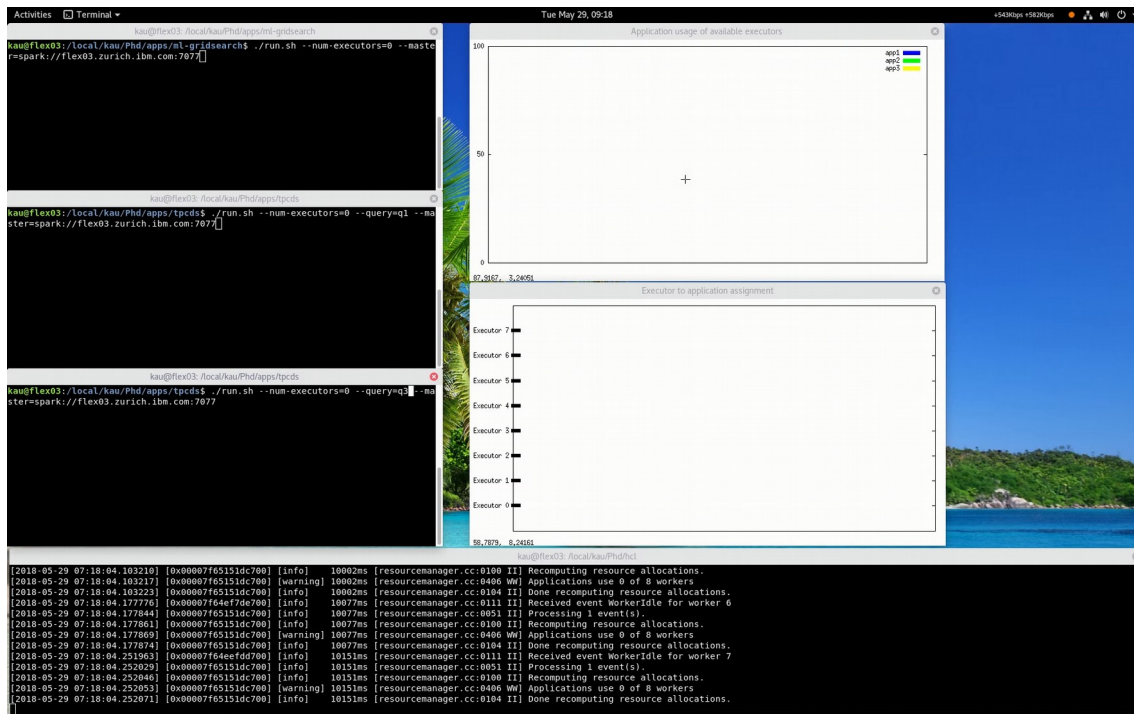 Activities Terminal Tue May 29, 09:18 +543Kbps +582Kbps
kau@flex03: /local/kau/Phd/apps/ml-gridsearch
kau@flex03:/local/kau/Phd/apps/ml-gridsearch$ ./run.sh --num-executors=0 --maste
r=spark://flex03.zurich.ibm.com:7077
kau@flex03: /local/kau/Phd/apps/tpcds
kau@flex03:/local/kau/Phd/apps/tpcds$ ./run.sh --num-executors=0 --query=q1 --ma
ster=spark://flex03.zurich.ibm.com:7077
kau@flex03: /local/kau/Phd/apps/tpcds
kau@flex03:/local/kau/Phd/apps/tpcds$ ./run.sh --num-executors=0 --query=q3 --ma
ster=spark://flex03.zurich.ibm.com:7077
Application usage of available executors
100
app1
app2
app3
50
0
87.9167, 3.24051
Executor to application assignment
Executor 7
Executor 6
Executor 5
Executor 4
Executor 3
Executor 2
Executor 1
Executor 0
58.7879, 8.24161
kau@flex03: /local/kau/Phd/hcl
[2018-05-29 07:18:04.103210] [0x00007f65151dc700] [info] 10002ms [resourcemanager.cc:0100 II] Recomputing resource allocations.
[2018-05-29 07:18:04.103217] [0x00007f65151dc700] [warning] 10002ms [resourcemanager.cc:0406 WW] Applications use 0 of 8 workers
[2018-05-29 07:18:04.103223] [0x00007f65151dc700] [info] 10002ms [resourcemanager.cc:0104 II] Done recomputing resource allocations.
[2018-05-29 07:18:04.177776] [0x00007f64ef7de700] [info] 10077ms [resourcemanager.cc:0111 II] Received event WorkerIdle for worker 6
[2018-05-29 07:18:04.177844] [0x00007f65151dc700] [info] 10077ms [resourcemanager.cc:0051 II] Processing 1 event(s).
[2018-05-29 07:18:04.177861] [0x00007f65151dc700] [info] 10077ms [resourcemanager.cc:0100 II] Recomputing resource allocations.
[2018-05-29 07:18:04.177869] [0x00007f65151dc700] [warning] 10077ms [resourcemanager.cc:0406 WW] Applications use 0 of 8 workers
[2018-05-29 07:18:04.177874] [0x00007f65151dc700] [info] 10077ms [resourcemanager.cc:0104 II] Done recomputing resource allocations.
[2018-05-29 07:18:04.251963] [0x00007f64eefdd700] [info] 10151ms [resourcemanager.cc:0111 II] Received event WorkerIdle for worker 7
[2018-05-29 07:18:04.252029] [0x00007f65151dc700] [info] 10151ms [resourcemanager.cc:0051 II] Processing 1 event(s).
[2018-05-29 07:18:04.252046] [0x00007f65151dc700] [info] 10151ms [resourcemanager.cc:0100 II] Recomputing resource allocations.
[2018-05-29 07:18:04.252053] [0x00007f65151dc700] [warning] 10151ms [resourcemanager.cc:0406 WW] Applications use 0 of 8 workers
[2018-05-29 07:18:04.252071] [0x00007f65151dc700] [info] 10151ms [resourcemanager.cc:0104 II] Done recomputing resource allocations.